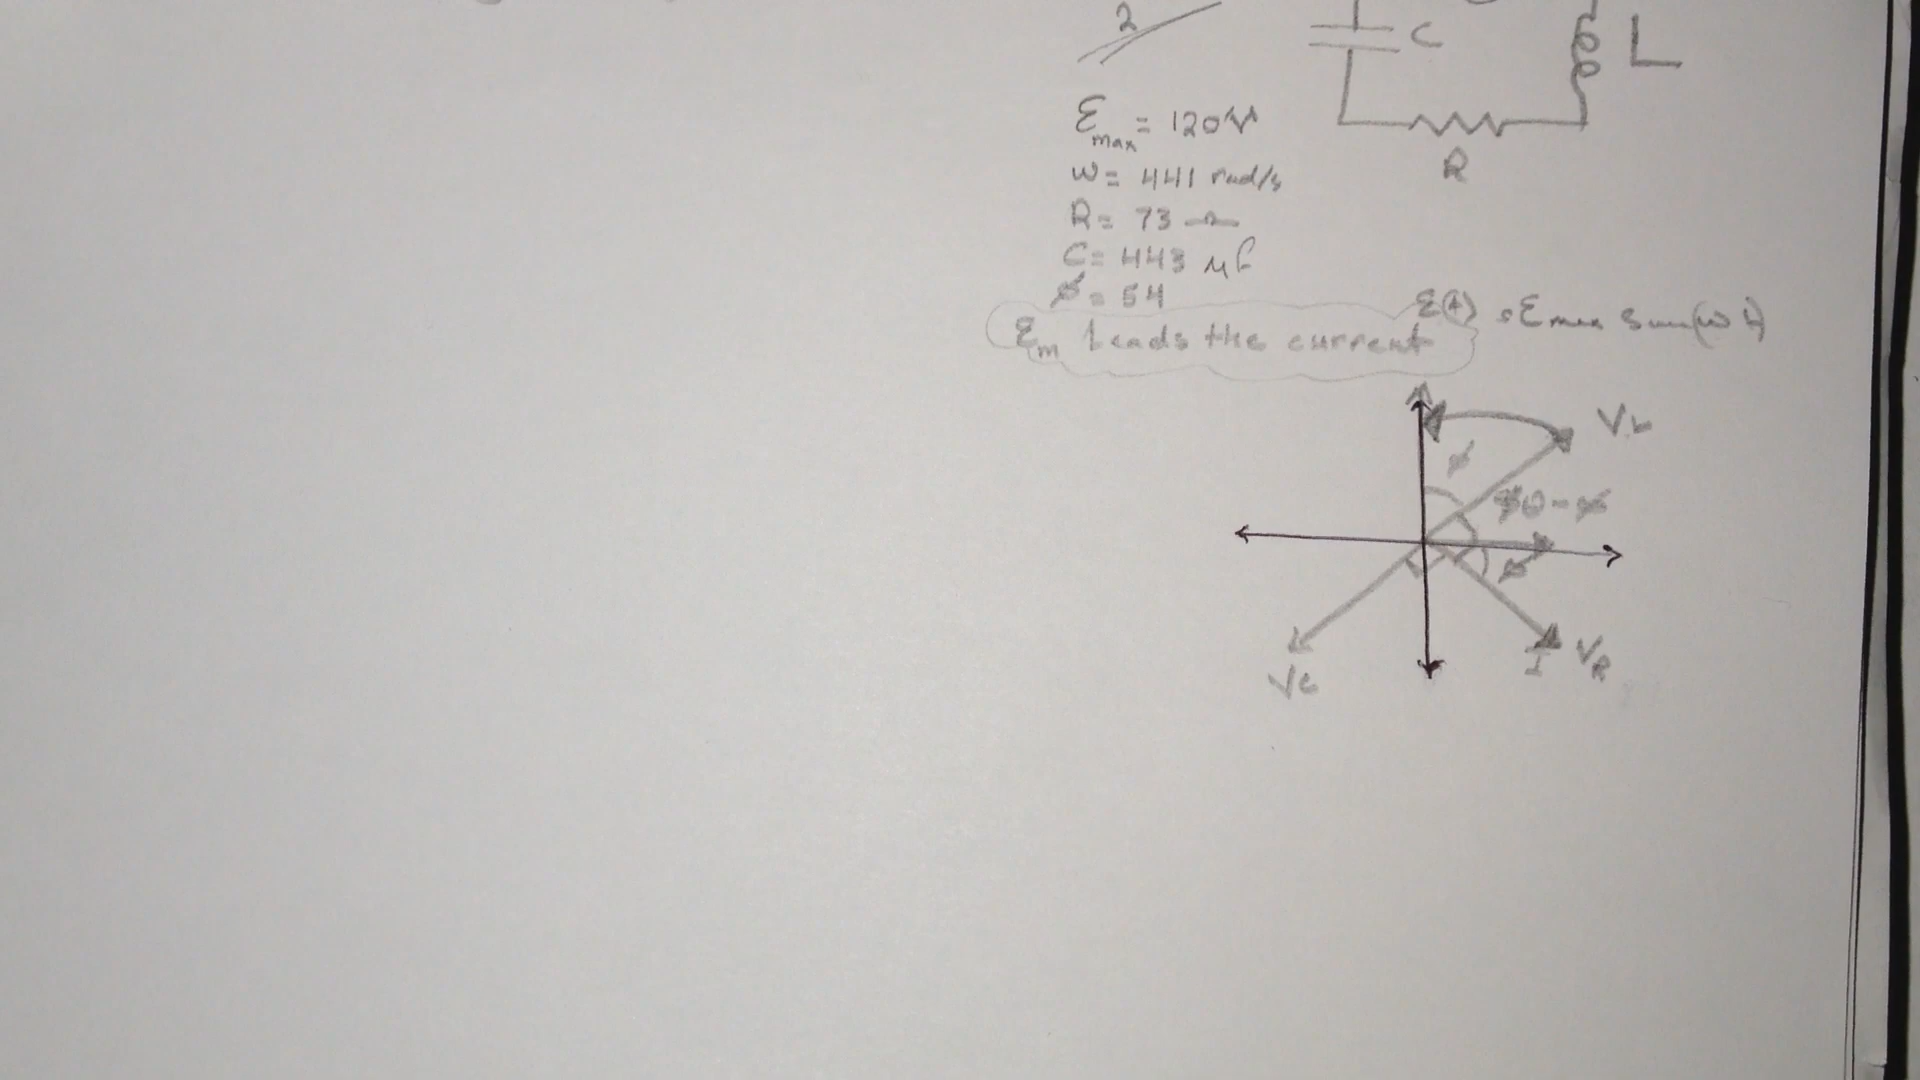 2
C
L
R
Ɛmax = 120V
W = 441 rad/s
R = 73 Ω
C = 443 μf
ϕ = 54
Ɛm Leads the current
Ɛ(t) = Ɛmax Sin(ωt)
VL
ϕ
90-ϕ
ϕ
I VR
VC